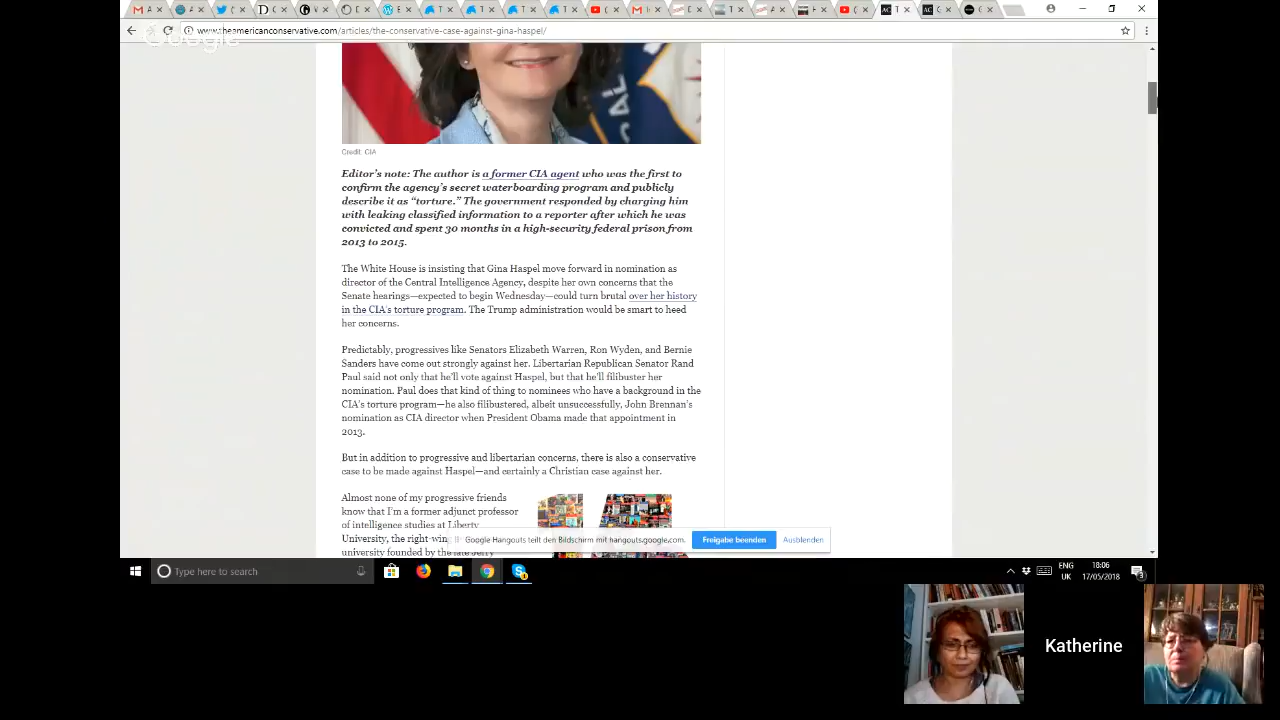 www.theamericanconservative.com/articles/the-conservative-case-against-gina-haspel/
Google
Credit: CIA
Editor's note: The author is a former CIA agent who was the first to
confirm the agency's secret waterboarding program and publicly
describe it as “torture.” The government responded by charging him
with leaking classified information to a reporter after which he was
convicted and spent 30 months in a high-security federal prison from
2013 to 2015.
The White House is insisting that Gina Haspel move forward in nomination as
director of the Central Intelligence Agency, despite her own concerns that the
Senate hearings—expected to begin Wednesday—could turn brutal over her history
in the CIA's torture program. The Trump administration would be smart to heed
her concerns.
Predictably, progressives like Senators Elizabeth Warren, Ron Wyden, and Bernie
Sanders have come out strongly against her. Libertarian Republican Senator Rand
Paul said not only that he'll vote against Haspel, but that he'll filibuster her
nomination. Paul does that kind of thing to nominees who have a background in the
CIA's torture program—he also filibustered, albeit unsuccessfully, John Brennan's
nomination as CIA director when President Obama made that appointment in
2013.
But in addition to progressive and libertarian concerns, there is also a conservative
case to be made against Haspel—and certainly a Christian case against her.
Almost none of my progressive friends
know that I'm a former adjunct professor
of intelligence studies at Liberty
University, the right-wing
university founded by the late Jerry
Google Hangouts teilt den Bildschirm mit hangouts.google.com.
Freigabe beenden
Ausblenden
Type here to search
ENG
UK
18:06
17/05/2018
3
Katherine